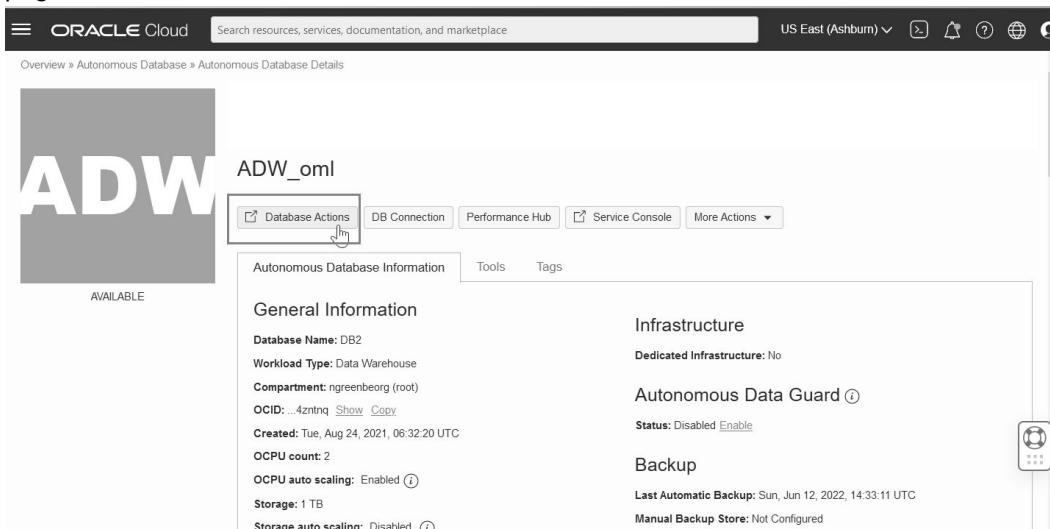 ORACLE Cloud
Search resources, services, documentation, and marketplace
US East (Ashburn)
Overview » Autonomous Database » Autonomous Database Details
ADW
AVAILABLE
ADW_oml
Database Actions
DB Connection
Performance Hub
Service Console
More Actions
Autonomous Database Information
Tools
Tags
General Information
Database Name: DB2
Workload Type: Data Warehouse
Compartment: ngreenbeorg (root)
OCID: ...4zntnq Show Copy
Created: Tue, Aug 24, 2021, 06:32:20 UTC
OCPU count: 2
OCPU auto scaling: Enabled
Storage: 1 TB
Storage auto scaling: Disabled
Infrastructure
Dedicated Infrastructure: No
Autonomous Data Guard
Status: Disabled Enable
Backup
Last Automatic Backup: Sun, Jun 12, 2022, 14:33:11 UTC
Manual Backup Store: Not Configured